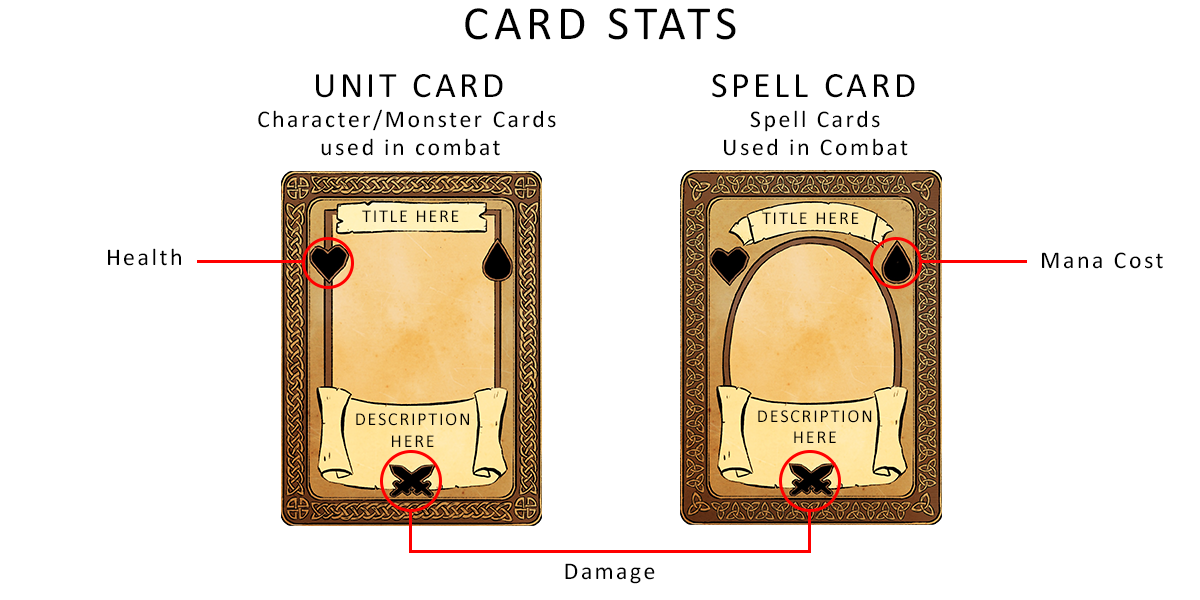 CARD STATS
UNIT CARD
Character/Monster Cards
used in combat
SPELL CARD
Spell Cards
Used in Combat
TITLE HERE
TITLE HERE
Health
Mana Cost
DESCRIPTION
HERE
DESCRIPTION
HERE
Damage